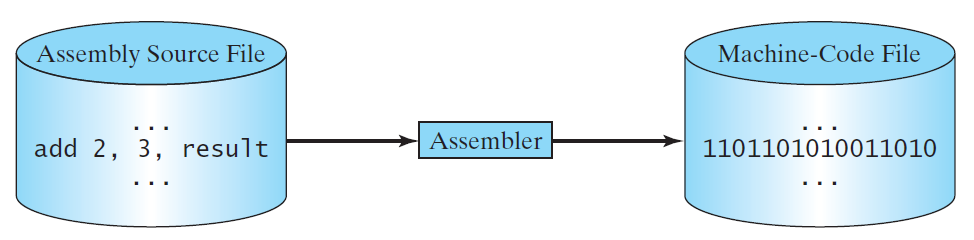 Assembly Source File
...
add 2, 3, result
...
Assembler
Machine-Code File
...
1101101010011010
...